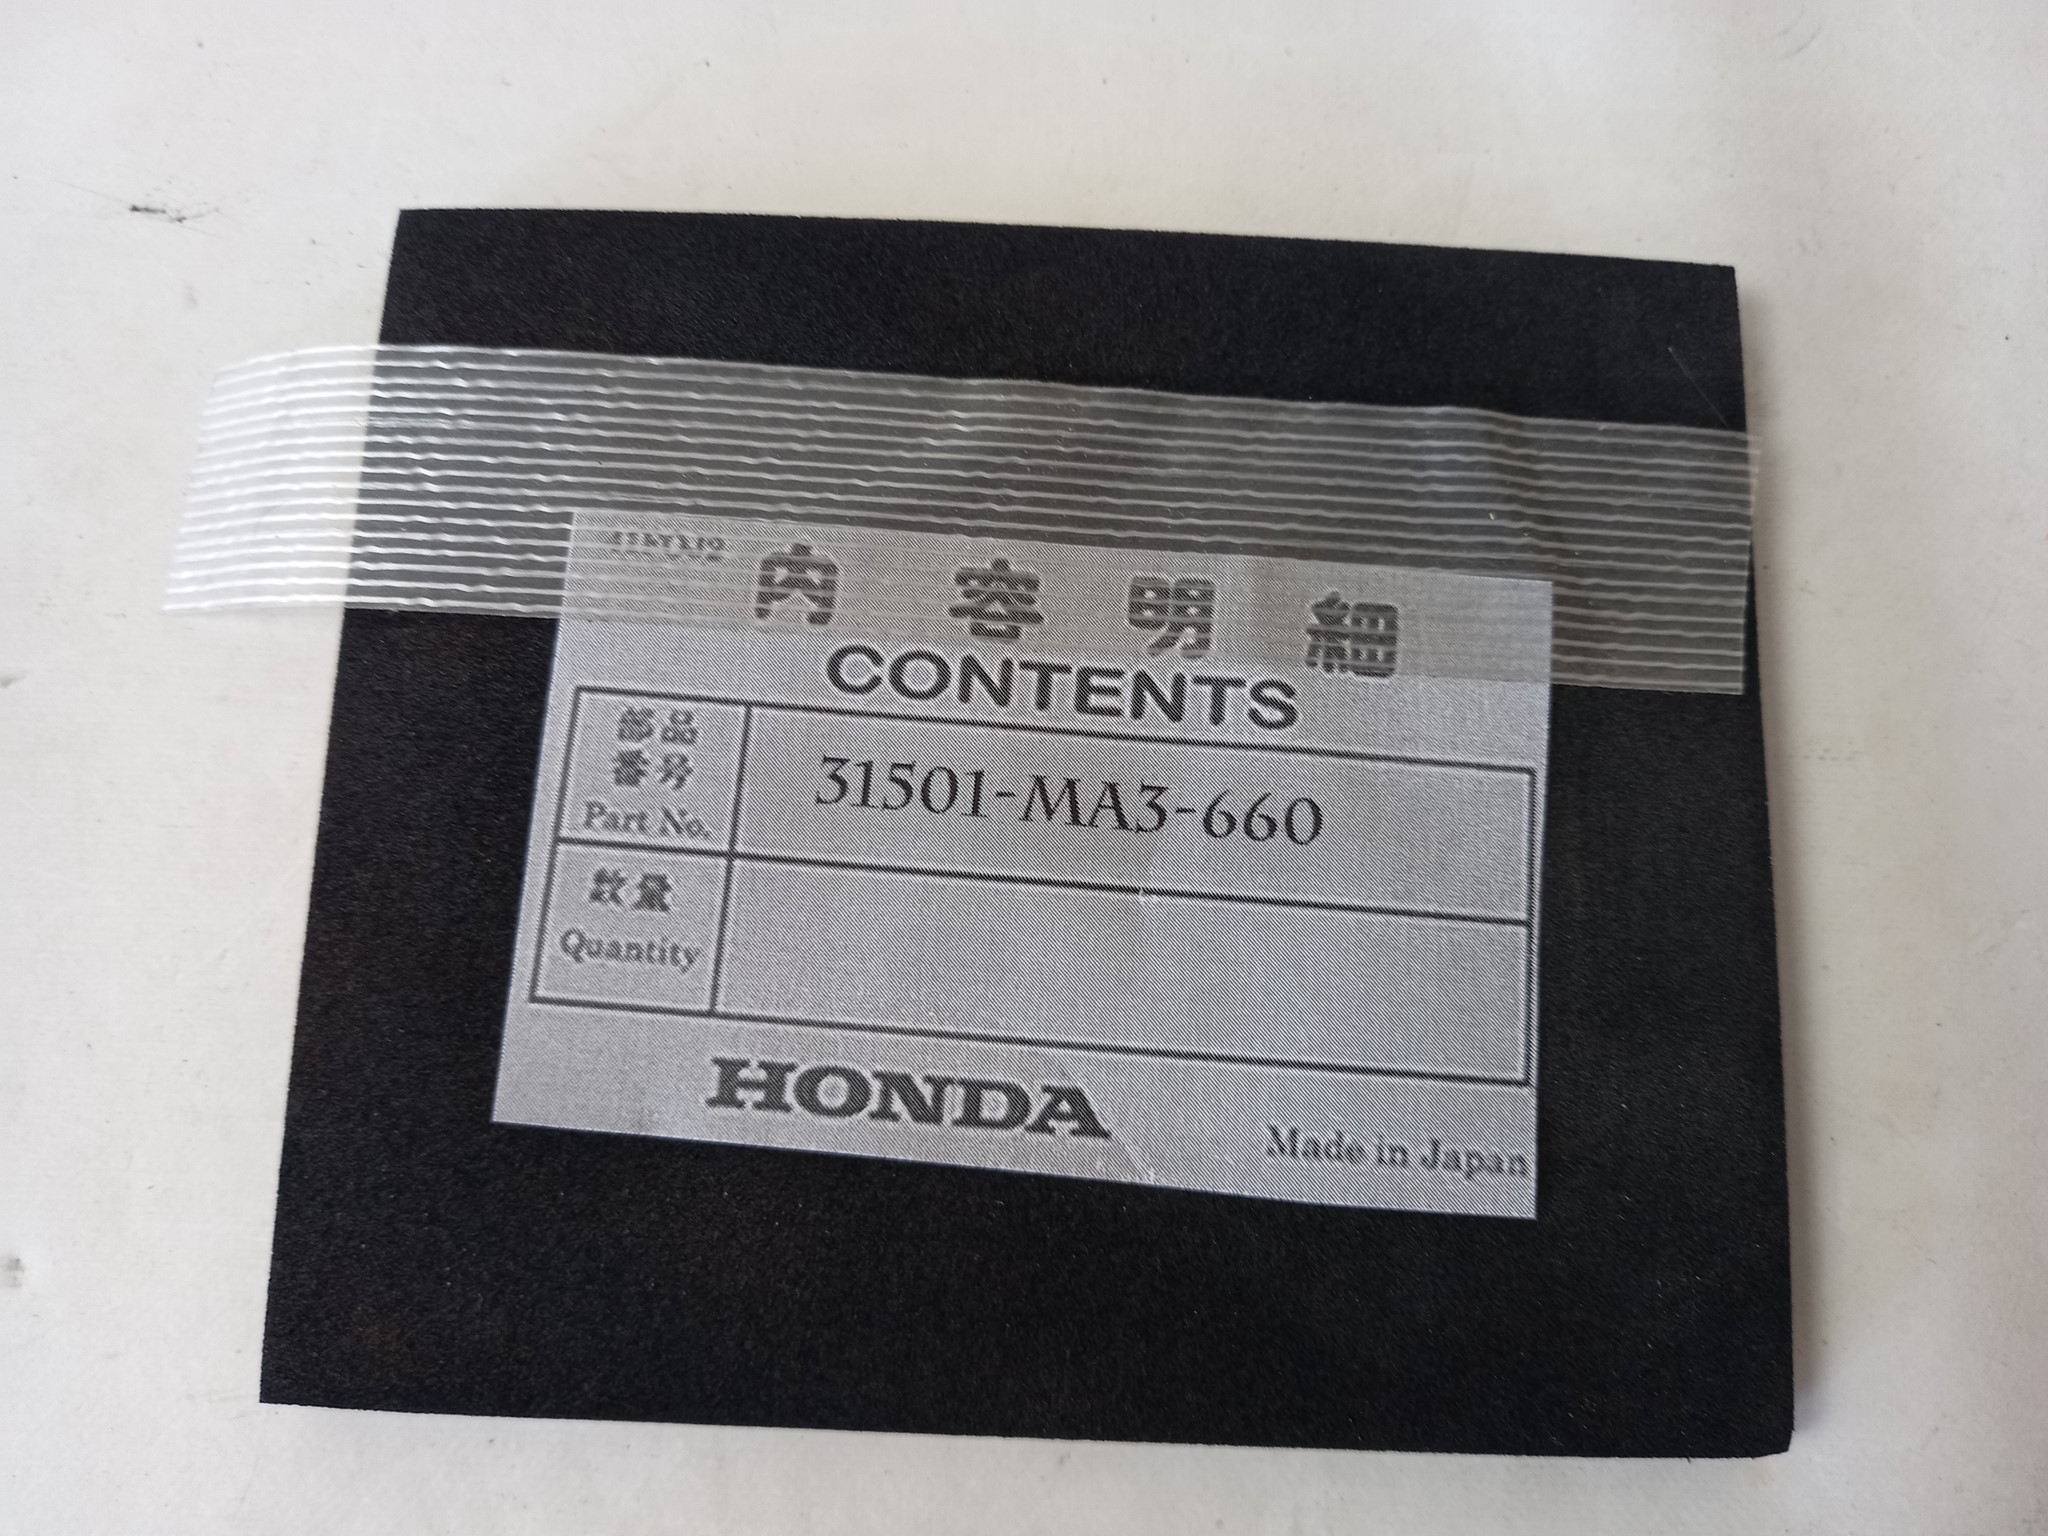 内容明細
CONTENTS
部品
番号
Part No.
31501-MA3-660
数量
Quantity
HONDA
Made in Japan